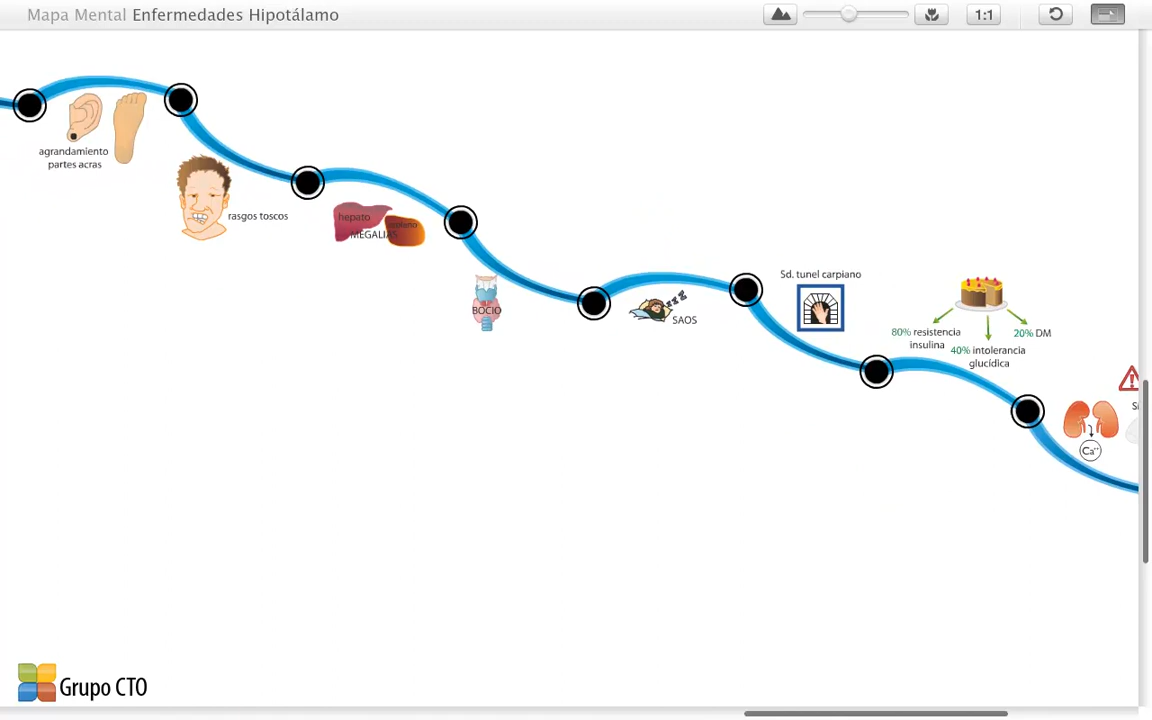 Mapa Mental Enfermedades Hipotálamo
1:1
agrandamiento
partes acras
rasgos toscos
hepato
MEGALIAS
BOCIO
SAOS
Sd. tunel carpiano
80% resistencia
insulina
40% intolerancia
glucídica
20% DM
Ca++
Grupo CTO